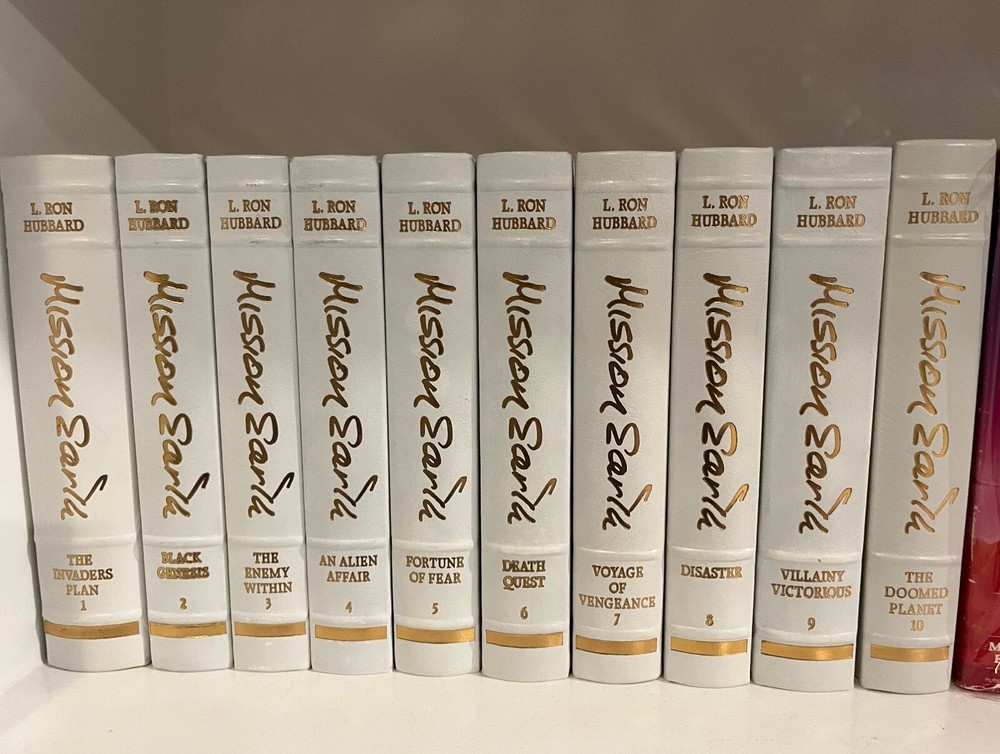 L. RON
HUBBARD
Mission Earth
THE
INVADERS
PLAN
1
L. RON
HUBBARD
Mission Earth
BLACK
GENESIS
2
L. RON
HUBBARD
Mission Earth
THE
ENEMY
WITHIN
3
L. RON
HUBBARD
Mission Earth
AN ALIEN
AFFAIR
4
L. RON
HUBBARD
Mission Earth
FORTUNE
OF FEAR
5
L. RON
HUBBARD
Mission Earth
DEATH
QUEST
6
L. RON
HUBBARD
Mission Earth
VOYAGE
OF
VENGEANCE
7
L. RON
HUBBARD
Mission Earth
DISASTER
8
L. RON
HUBBARD
Mission Earth
VILLAINY
VICTORIOUS
9
L. RON
HUBBARD
Mission Earth
THE
DOOMED
PLANET
10